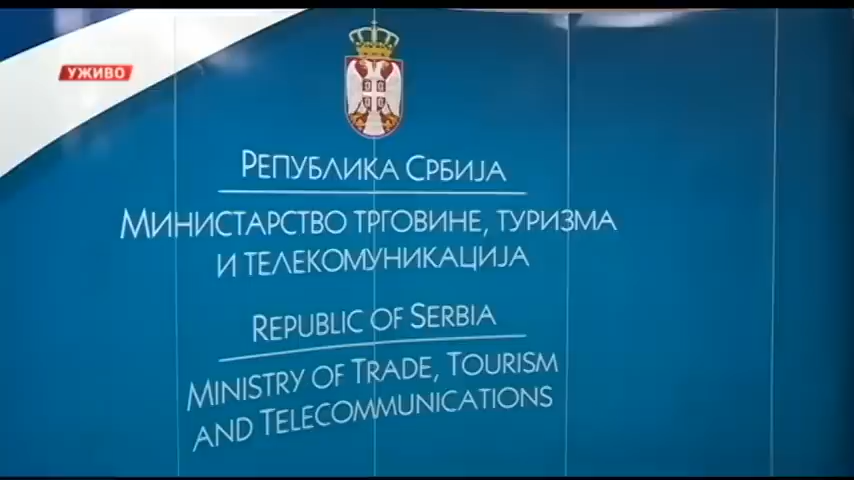 УЖИВО
РЕПУБЛИКА СРБИЈА
МИНИСТАРСТВО ТРГОВИНЕ, ТУРИЗМА
И ТЕЛЕКОМУНИКАЦИЈА
REPUBLIC OF SERBIA
MINISTRY OF TRADE, TOURISM
AND TELECOMMUNICATIONS